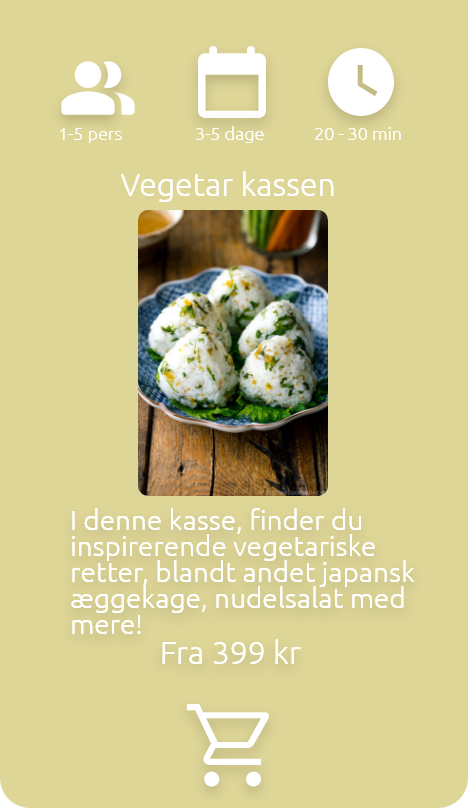 1-5 pers
3-5 dage
20 - 30 min
Vegetar kassen
I denne kasse, finder du
inspirerende vegetariske
retter, blandt andet japansk
æggekage, nudelsalat med
mere!
Fra 399 kr